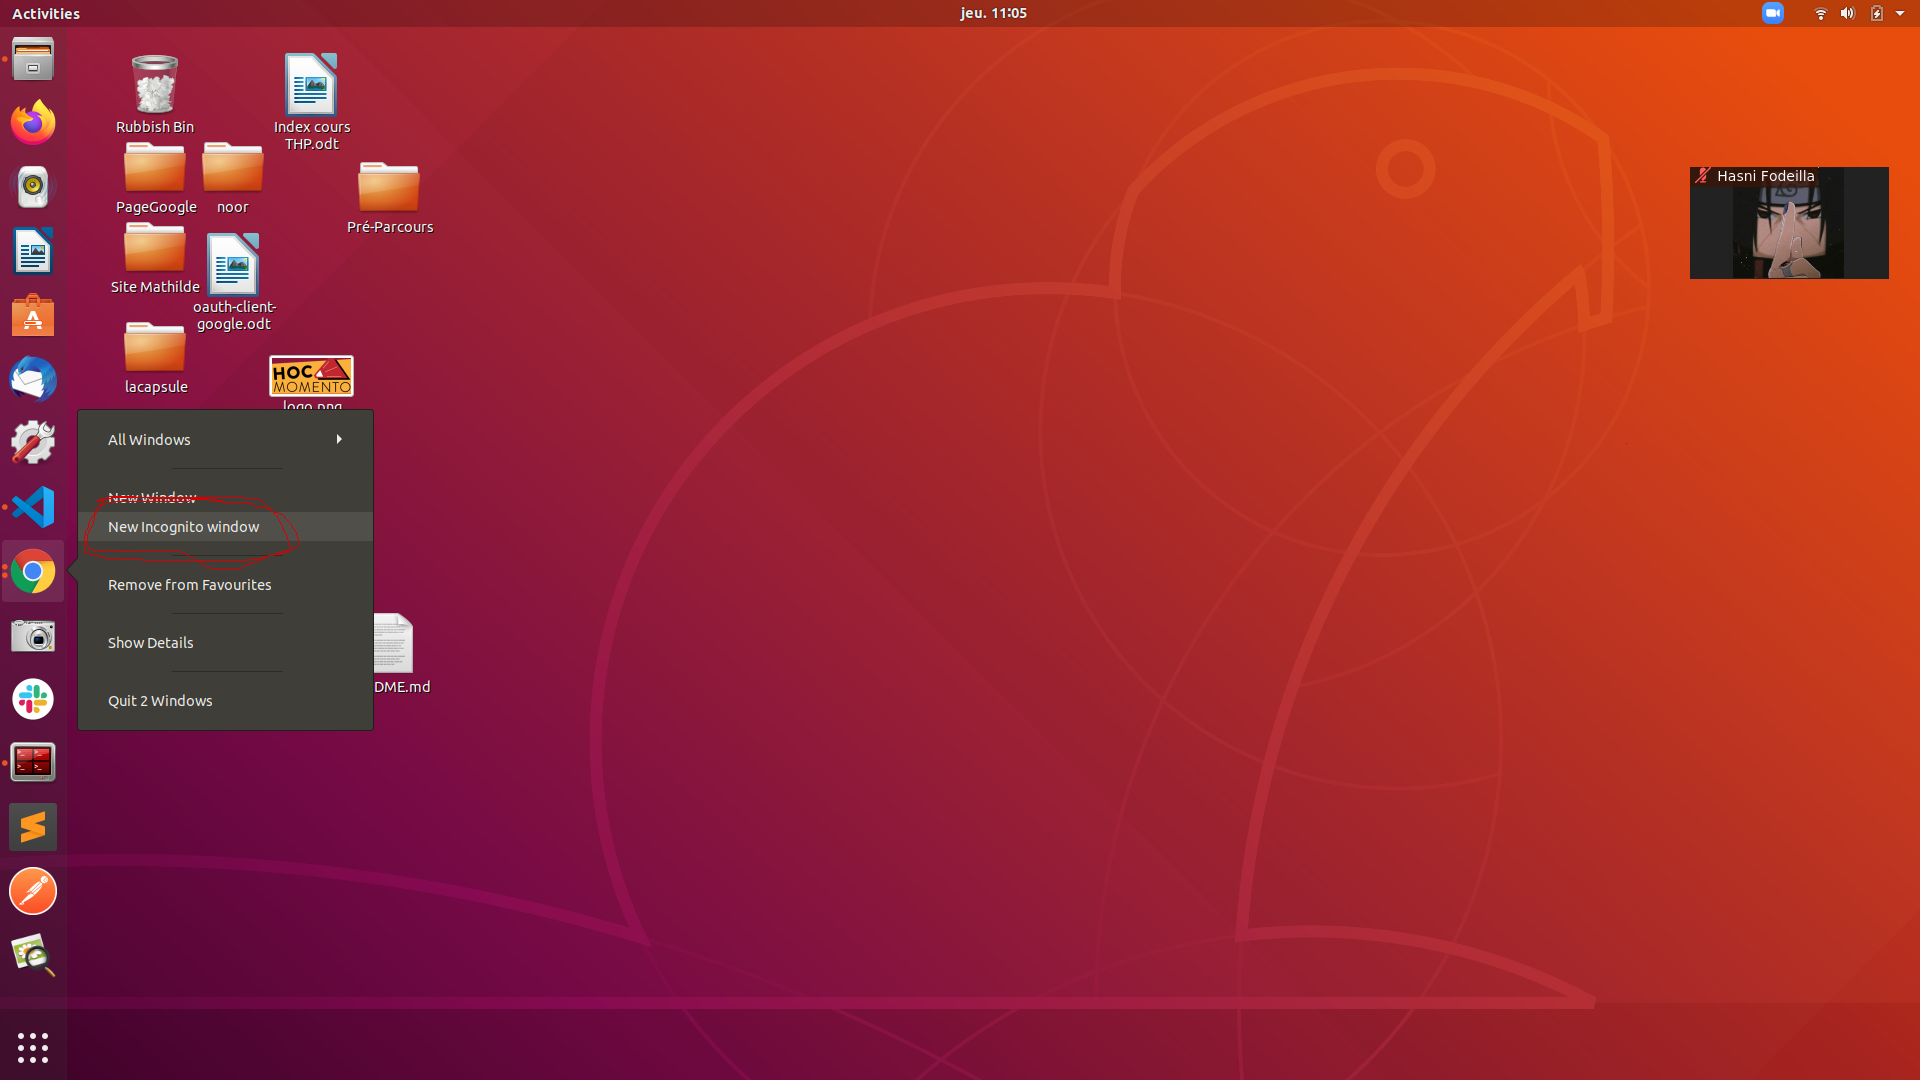 Activities
jeu. 11:05
Rubbish Bin
Index cours
THP.odt
PageGoogle
noor
Pré-Parcours
Hasni Fodeilla
Site Mathilde
oauth-client-
google.odt
lacapsule
HOC
MOMENTO
logo.png
All Windows
New Window
New Incognito window
Remove from Favourites
Show Details
Quit 2 Windows
DME.md